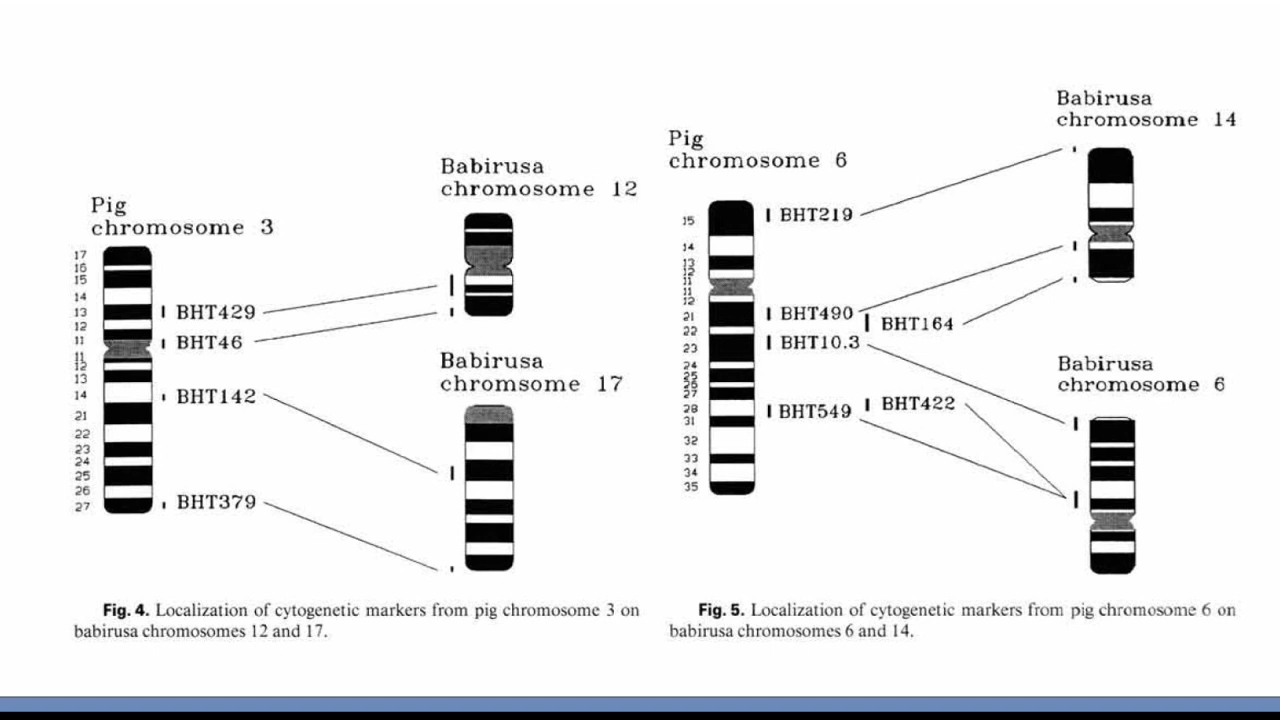 Pig
chromosome 3
17
16
15
14
13
12
11
11
12
13
14
21
22
23
24
25
26
27
BHT429
BHT46
BHT142
BHT379
Babirusa
chromosome 12
Babirusa
chromsome 17
Fig. 4. Localization of cytogenetic markers from pig chromosome 3 on
babirusa chromosomes 12 and 17.
Pig
chromosome 6
15
14
13
12
11
11
12
21
22
23
24
25
26
27
28
31
32
33
34
35
BHT219
BHT490
BHT164
BHT10.3
BHT549
BHT422
Babirusa
chromosome 14
Babirusa
chromosome 6
Fig. 5. Localization of cytogenetic markers from pig chromosome 6 on
babirusa chromosomes 6 and 14.